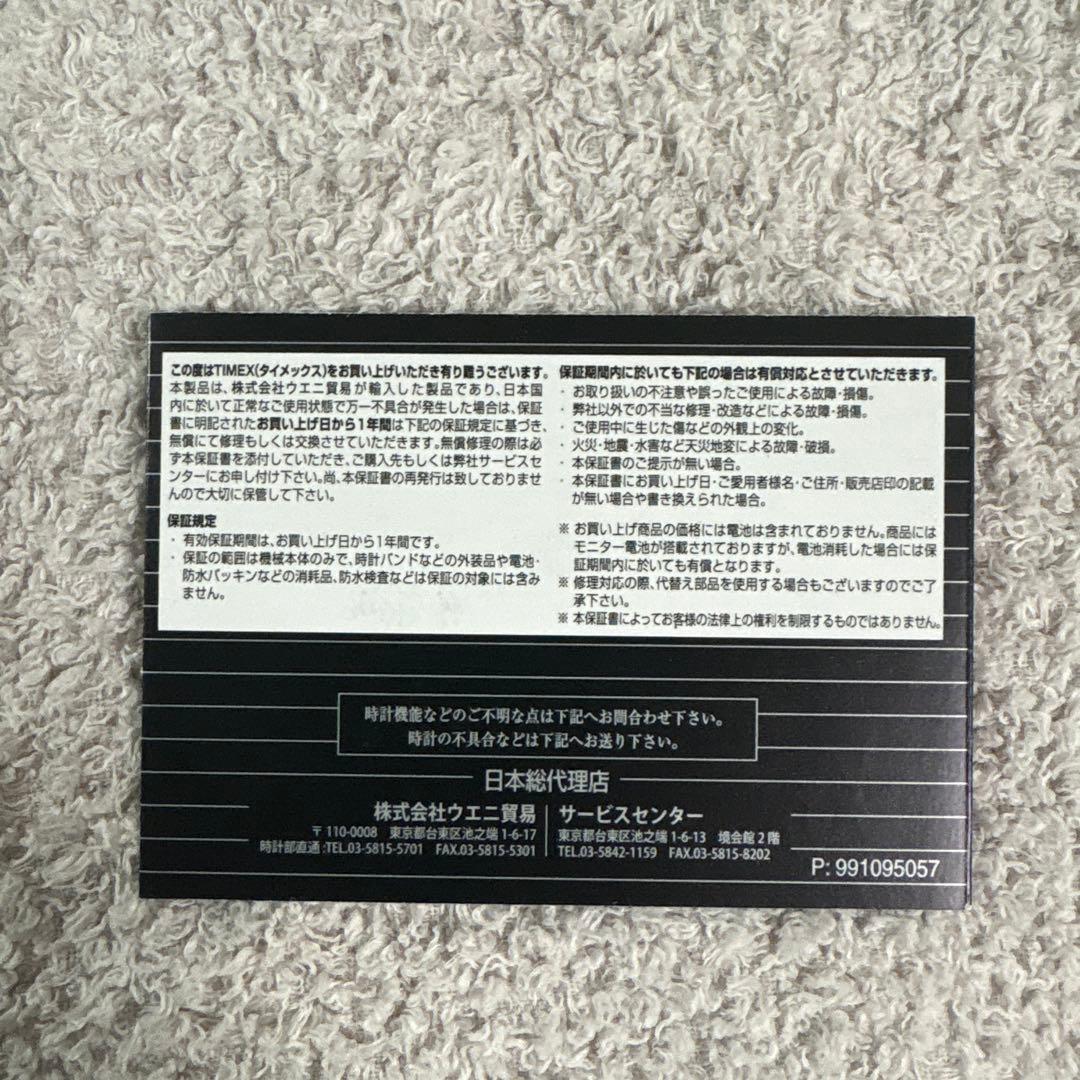 この度はTIMEX(タイメックス)をお買い上げいただき有り難うございます。
本製品は、株式会社ウエニ貿易が輸入した製品であり、日本国
内に於いて正常なご使用状態で万一不具合が発生した場合は、保証
書に明記されたお買い上げ日から1年間は下記の保証規定に基づき、
無償にて修理もしくは交換させていただきます。無償修理の際は必
ず本保証書を添付していただき、ご購入先もしくは弊社サービスセ
ンターにお申し付け下さい。尚、本保証書の再発行は致しておりませ
んので大切に保管して下さい。
保証規定
・ 有効保証期間は、お買い上げ日から1年間です。
・ 保証の範囲は機械本体のみで、時計バンドなどの外装品や電池・
防水パッキンなどの消耗品、防水検査などは保証の対象には含み
ません。
保証期間内に於いても下記の場合は有償対応とさせていただきます。
・ お取り扱いの不注意や誤ったご使用による故障・損傷。
・ 弊社以外での不当な修理・改造などによる故障・損傷。
・ ご使用中に生じた傷などの外観上の変化。
・ 火災・地震・水害など天災地変による故障・破損。
・ 本保証書のご提示が無い場合。
・ 本保証書にお買い上げ日・ご愛用者様名・ご住所・販売店印の記載
が無い場合や書き換えられた場合。
※ お買い上げ商品の価格には電池は含まれておりません。商品には
モニター電池が搭載されておりますが、電池消耗した場合には保
証期間内に於いても有償となります。
※ 修理対応の際、代替え部品を使用する場合もございますのでご了
承下さい。
※ 本保証書によってお客様の法律上の権利を制限するものではありません。
時計機能などのご不明な点は下記へお問合わせ下さい。
時計の不具合などは下記へお送り下さい。
日本総代理店
株式会社ウエニ貿易
〒110-0008 東京都台東区池之端1-6-17
時計部直通:TEL.03-5815-5701 FAX.03-5815-5301
サービスセンター
東京都台東区池之端1-6-13 境会館2階
TEL.03-5842-1159 FAX.03-5815-8202
P: 991095057